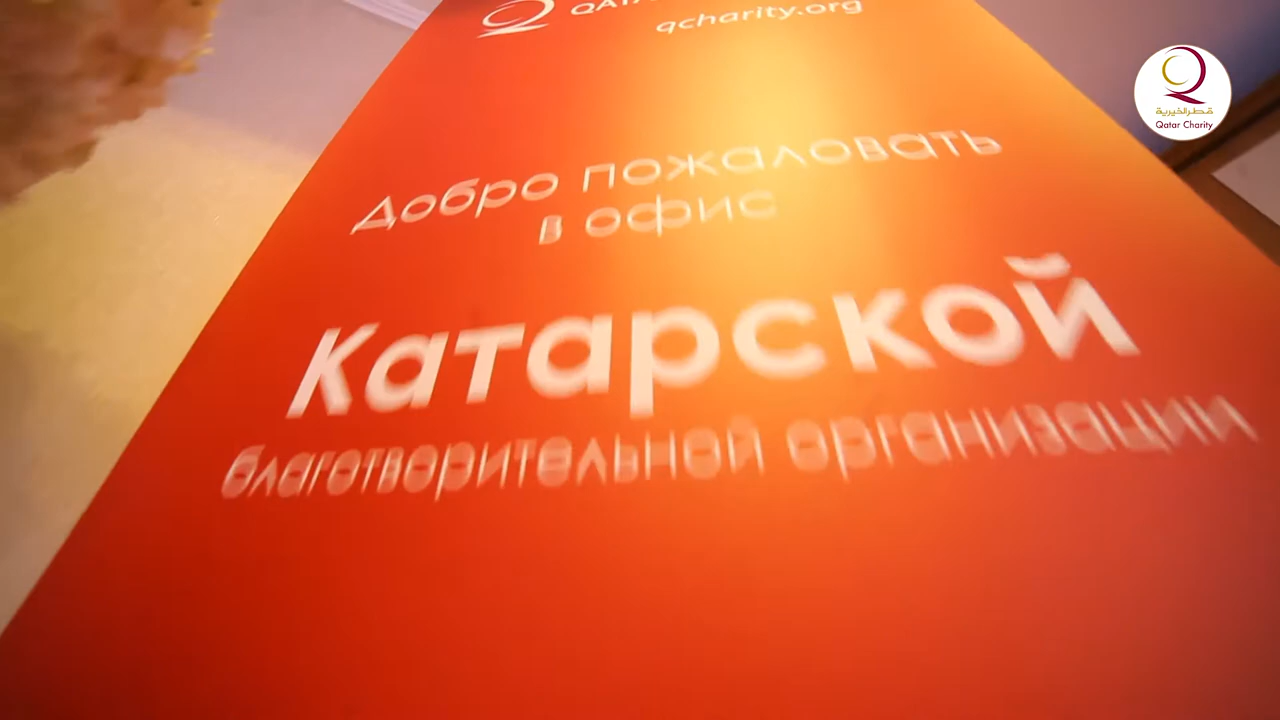 qcharity.org
Добро пожаловать
в офис
Катарской
благотворительной организации
قطر الخيرية
Qatar Charity